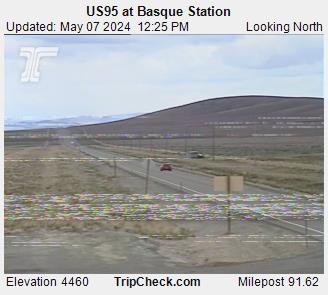 US95 at Basque Station
Updated: May 07 2024 12:25 PM Looking North
Elevation 4460 TripCheck.com Milepost 91.62